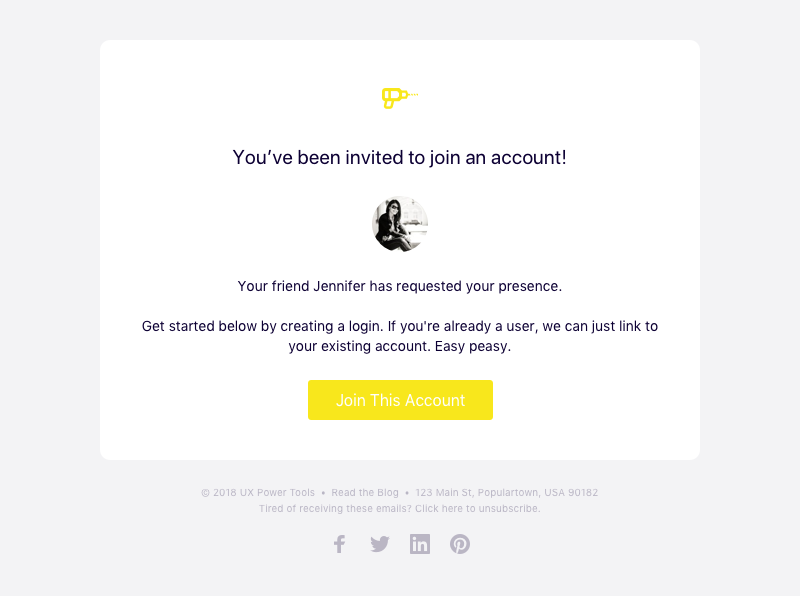 You’ve been invited to join an account!
Your friend Jennifer has requested your presence.
Get started below by creating a login. If you're already a user, we can just link to
your existing account. Easy peasy.
Join This Account
© 2018 UX Power Tools • Read the Blog • 123 Main St, Populartown, USA 90182
Tired of receiving these emails? Click here to unsubscribe.